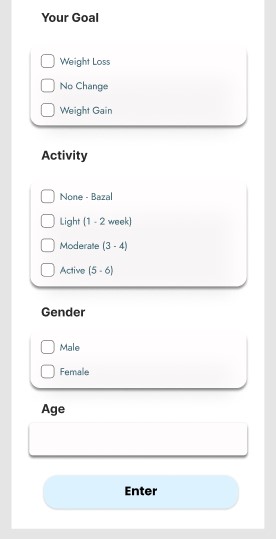 Your Goal
Weight Loss
No Change
Weight Gain
Activity
None - Bazal
Light (1 - 2 week)
Moderate (3 - 4)
Active (5 - 6)
Gender
Male
Female
Age
Enter